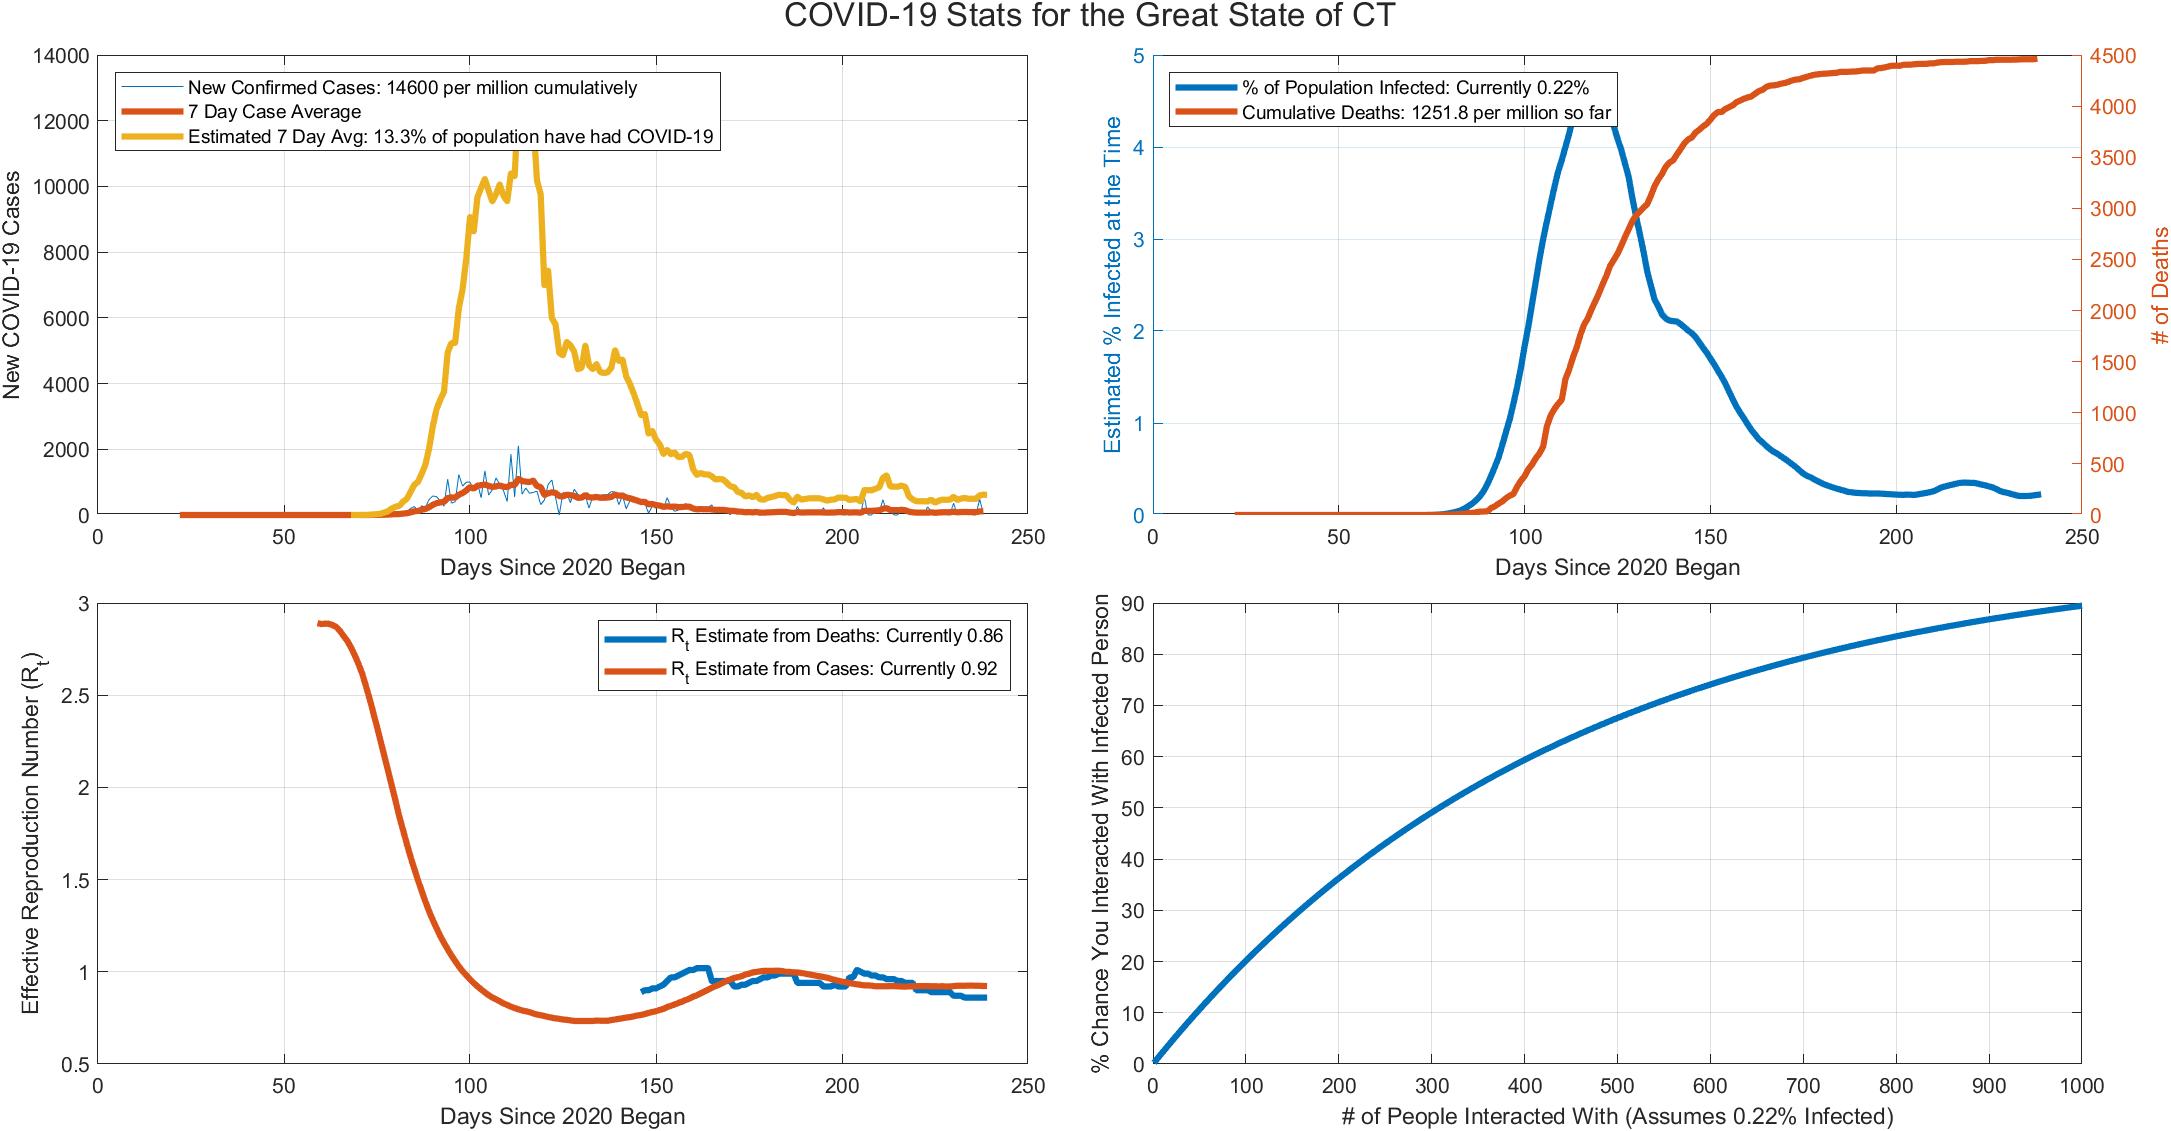 COVID-19 Stats for the Great State of CT
New COVID-19 Cases
14000
12000
10000
8000
6000
4000
2000
0
New Confirmed Cases: 14600 per million cumulatively
7 Day Case Average
Estimated 7 Day Avg: 13.3% of population have had COVID-19
0 50 100 150 200 250
Days Since 2020 Began
Estimated % Infected at the Time
5
4
3
2
1
0
% of Population Infected: Currently 0.22%
Cumulative Deaths: 1251.8 per million so far
4500
4000
3500
3000
2500
2000
1500
1000
500
0
# of Deaths
0 50 100 150 200 250
Days Since 2020 Began
Effective Reproduction Number (Rt)
3
2.5
2
1.5
1
0.5
Rt Estimate from Deaths: Currently 0.86
Rt Estimate from Cases: Currently 0.92
0 50 100 150 200 250
Days Since 2020 Began
% Chance You Interacted With Infected Person
90
80
70
60
50
40
30
20
10
0
0 100 200 300 400 500 600 700 800 900 1000
# of People Interacted With (Assumes 0.22% Infected)